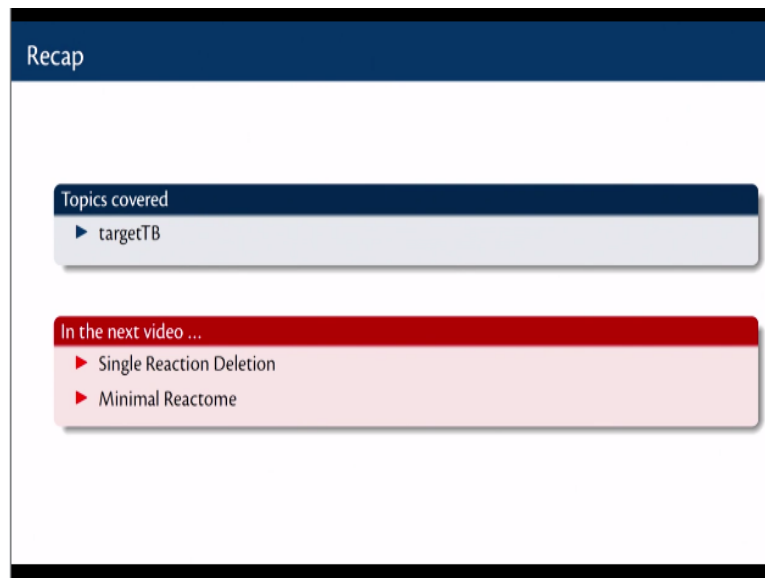 Recap
Topics covered
targetTB
In the next video ...
Single Reaction Deletion
Minimal Reactome